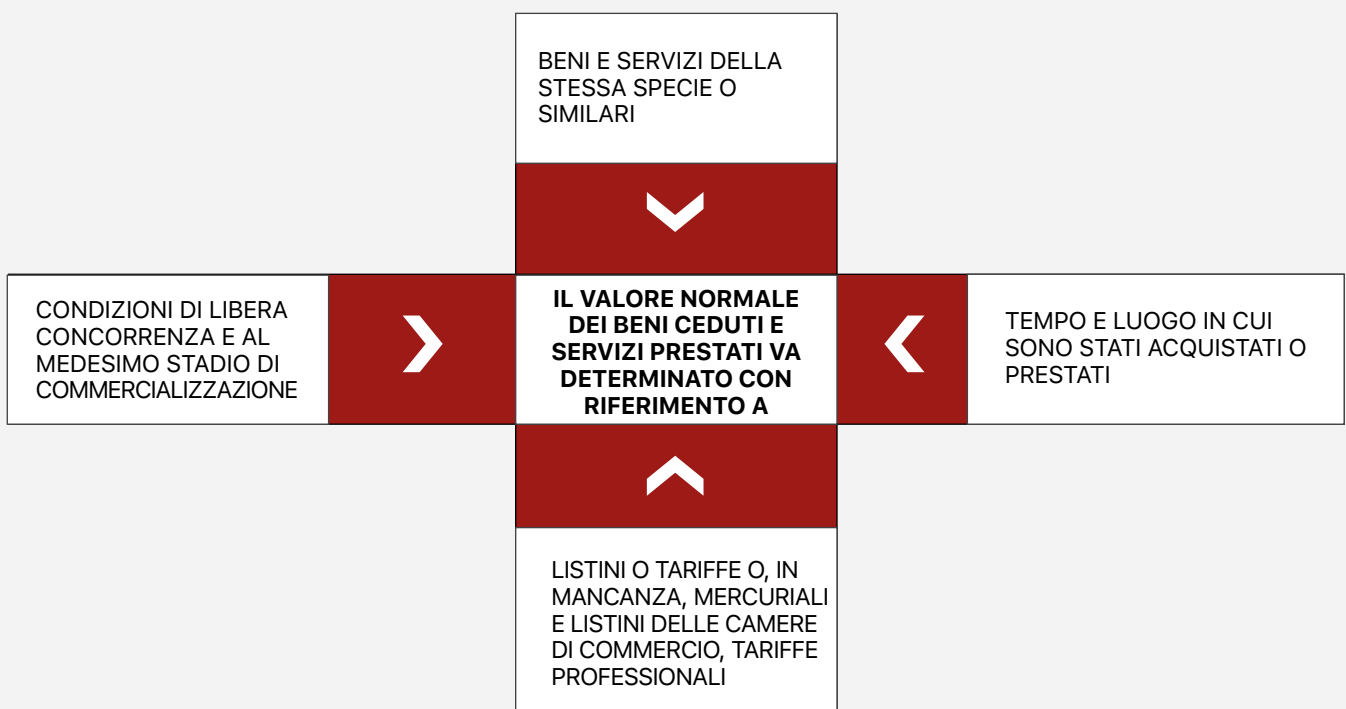 BENI E SERVIZI DELLA
STESSA SPECIE O
SIMILARI
CONDIZIONI DI LIBERA
CONCORRENZA E AL
MEDESIMO STADIO DI
COMMERCIALIZZAZIONE
IL VALORE NORMALE
DEI BENI CEDUTI E
SERVIZI PRESTATI VA
DETERMINATO CON
RIFERIMENTO A
TEMPO E LUOGO IN CUI
SONO STATI ACQUISTATI O
PRESTATI
LISTINI O TARIFFE O, IN
MANCANZA, MERCURIALI
E LISTINI DELLE CAMERE
DI COMMERCIO, TARIFFE
PROFESSIONALI